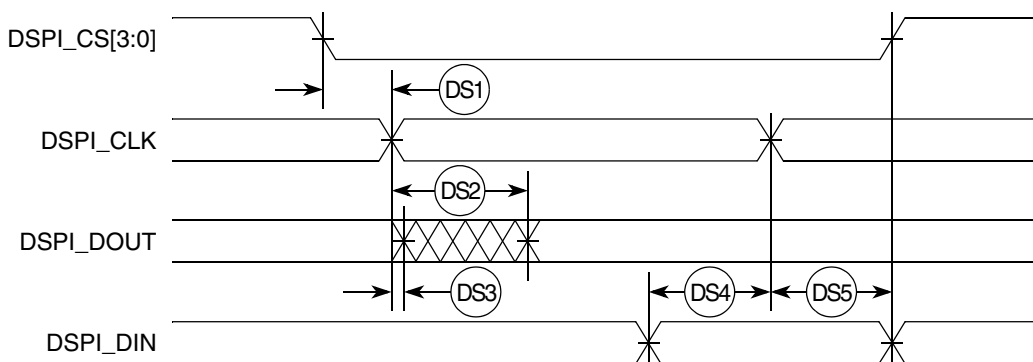 DSPI_CS[3:0]
DS1
DSPI_CLK
DS2
DSPI_DOUT
DS3
DS4
DS5
DSPI_DIN